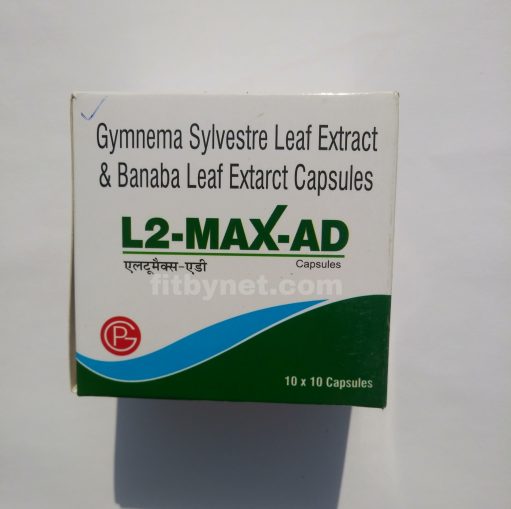 Gymnema Sylvestre Leaf Extract
& Banaba Leaf Extarct Capsules
L2-MAX-AD
एलटूमैक्स-एडी
Capsules
fitbynet.com
PG
10 x 10 Capsules